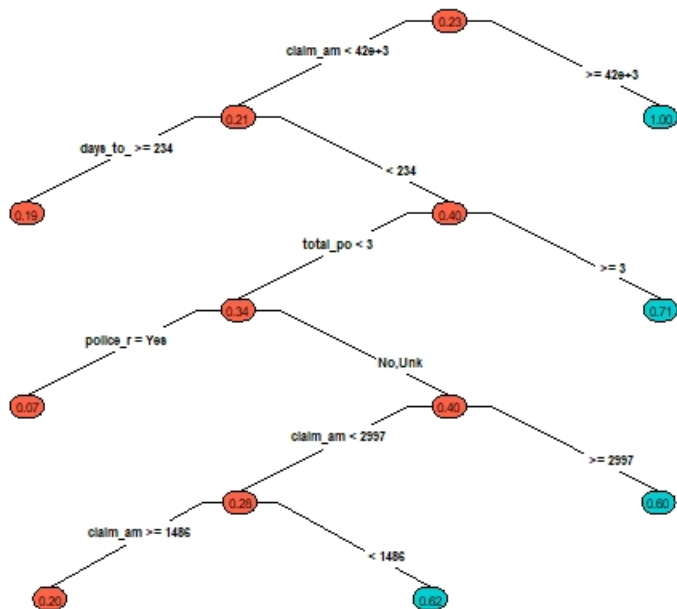 0.23
claim_am < 42e+3
>= 42e+3
0.21
1.00
days_to_ >= 234
< 234
0.19
0.40
total_po < 3
>= 3
0.34
0.71
police_r = Yes
No,Unk
0.07
0.40
claim_am < 2997
>= 2997
0.28
0.60
claim_am >= 1486
< 1486
0.20
0.62